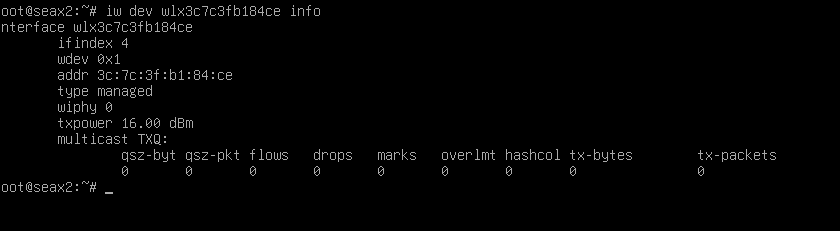 oot@seax2:~# iw dev wlx3c7c3fb184ce info
nterface wlx3c7c3fb184ce
ifindex 4
wdev 0x1
addr 3c:7c:3f:b1:84:ce
type managed
wiphy 0
txpower 16.00 dBm
multicast TXQ:
qsz-byt qsz-pkt flows drops marks overlmt hashcol tx-bytes tx-packets
0 0 0 0 0 0 0 0 0
oot@seax2:~# _